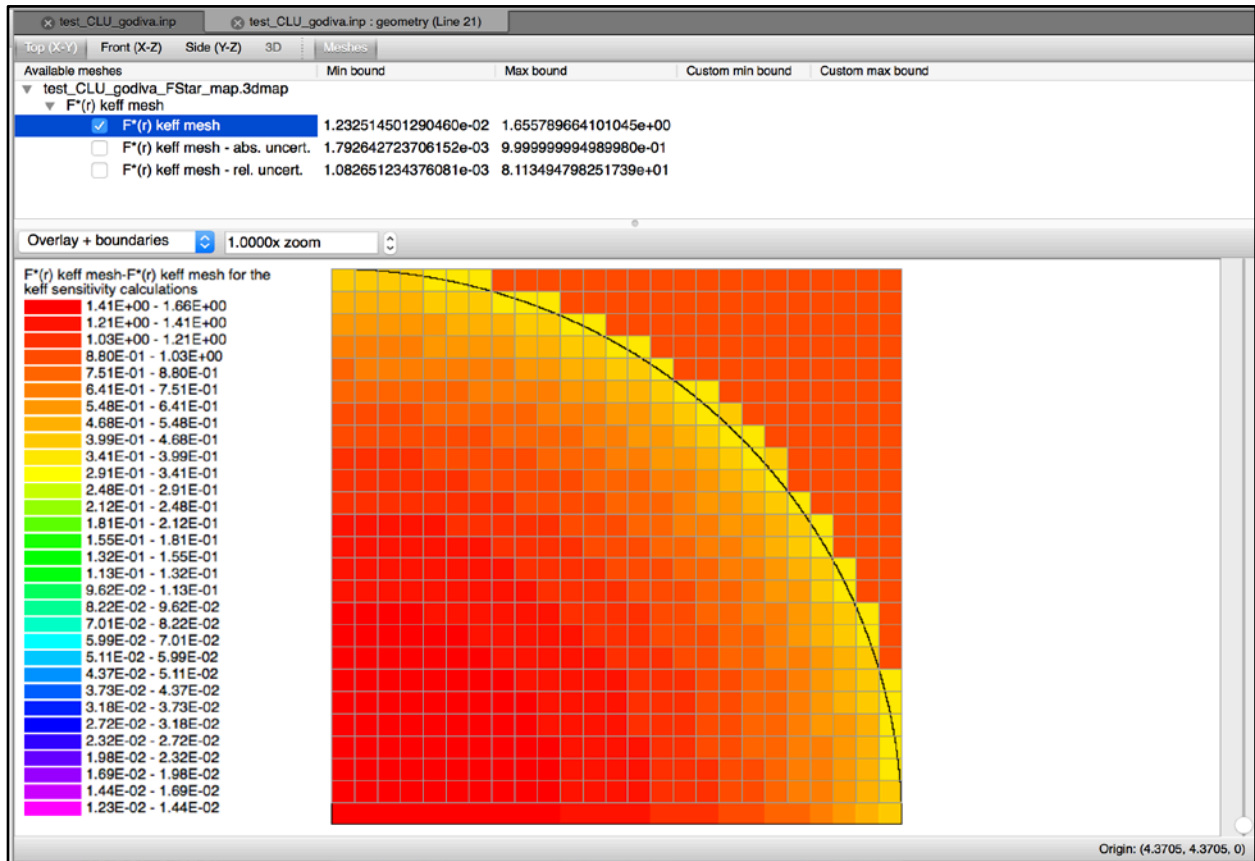 test_CLU_godiva.inp test_CLU_godiva.inp : geometry (Line 21)
Top (X-Y) Front (X-Z) Side (Y-Z) 3D Meshes
Available meshes Min bound Max bound Custom min bound Custom max bound
test_CLU_godiva_FStar_map.3dmap
F*(r) keff mesh
F*(r) keff mesh 1.232514501290460e-02 1.655789664101045e+00
F*(r) keff mesh - abs. uncert. 1.792642723706152e-03 9.999999994989980e-01
F*(r) keff mesh - rel. uncert. 1.082651234376081e-03 8.113494798251739e+01
Overlay + boundaries 1.0000x zoom
F*(r) keff mesh-F*(r) keff mesh for the
keff sensitivity calculations
1.41E+00 - 1.66E+00
1.21E+00 - 1.41E+00
1.03E+00 - 1.21E+00
8.80E-01 - 1.03E+00
7.51E-01 - 8.80E-01
6.41E-01 - 7.51E-01
5.48E-01 - 6.41E-01
4.68E-01 - 5.48E-01
3.99E-01 - 4.68E-01
3.41E-01 - 3.99E-01
2.91E-01 - 3.41E-01
2.48E-01 - 2.91E-01
2.12E-01 - 2.48E-01
1.81E-01 - 2.12E-01
1.55E-01 - 1.81E-01
1.32E-01 - 1.55E-01
1.13E-01 - 1.32E-01
9.62E-02 - 1.13E-01
8.22E-02 - 9.62E-02
7.01E-02 - 8.22E-02
5.99E-02 - 7.01E-02
5.11E-02 - 5.99E-02
4.37E-02 - 5.11E-02
3.73E-02 - 4.37E-02
3.18E-02 - 3.73E-02
2.72E-02 - 3.18E-02
2.32E-02 - 2.72E-02
1.98E-02 - 2.32E-02
1.69E-02 - 1.98E-02
1.44E-02 - 1.69E-02
1.23E-02 - 1.44E-02
Origin: (4.3705, 4.3705, 0)